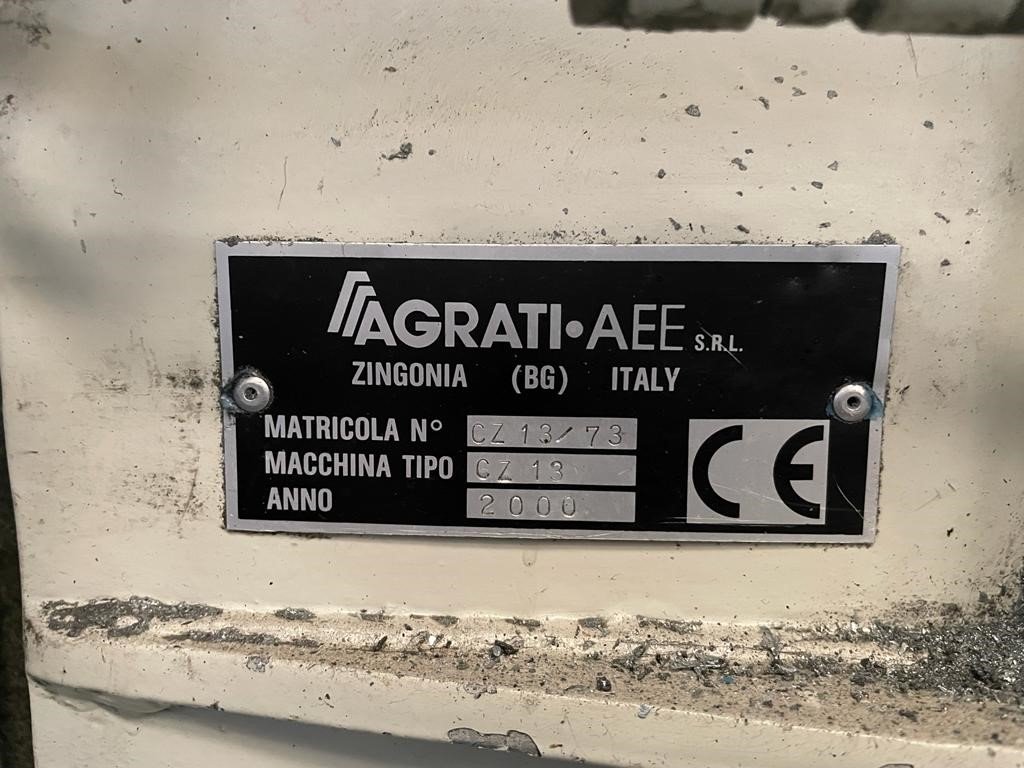 AGRATI•AEE S.R.L.
ZINGONIA (BG) ITALY
MATRICOLA N° CZ 13/73
MACCHINA TIPO CZ 13
ANNO 2000
CE